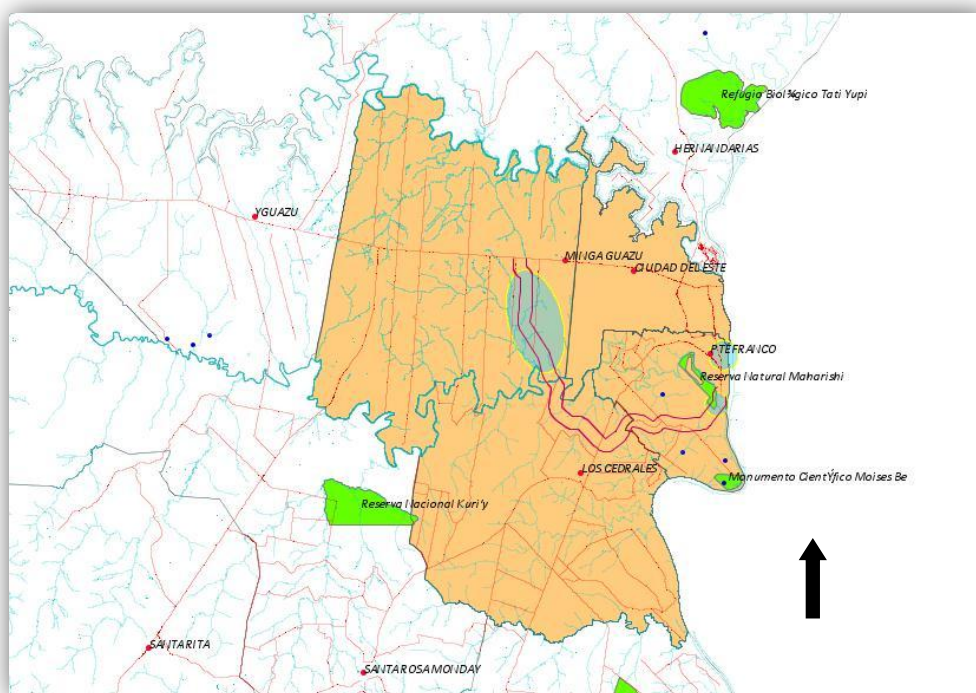 Refugio Biol¾gico Tati Yupi
HERNANDARIAS
YGUAZU
MINGA GUAZU
CIUDAD DEL ESTE
PTE FRANCO
Reserva Natural Maharishi
LOS CEDRALES
Monumento CientÝfico Moises Be
Reserva Nacional Kuri'y
SANTA RITA
SANTA ROSA MONDAY